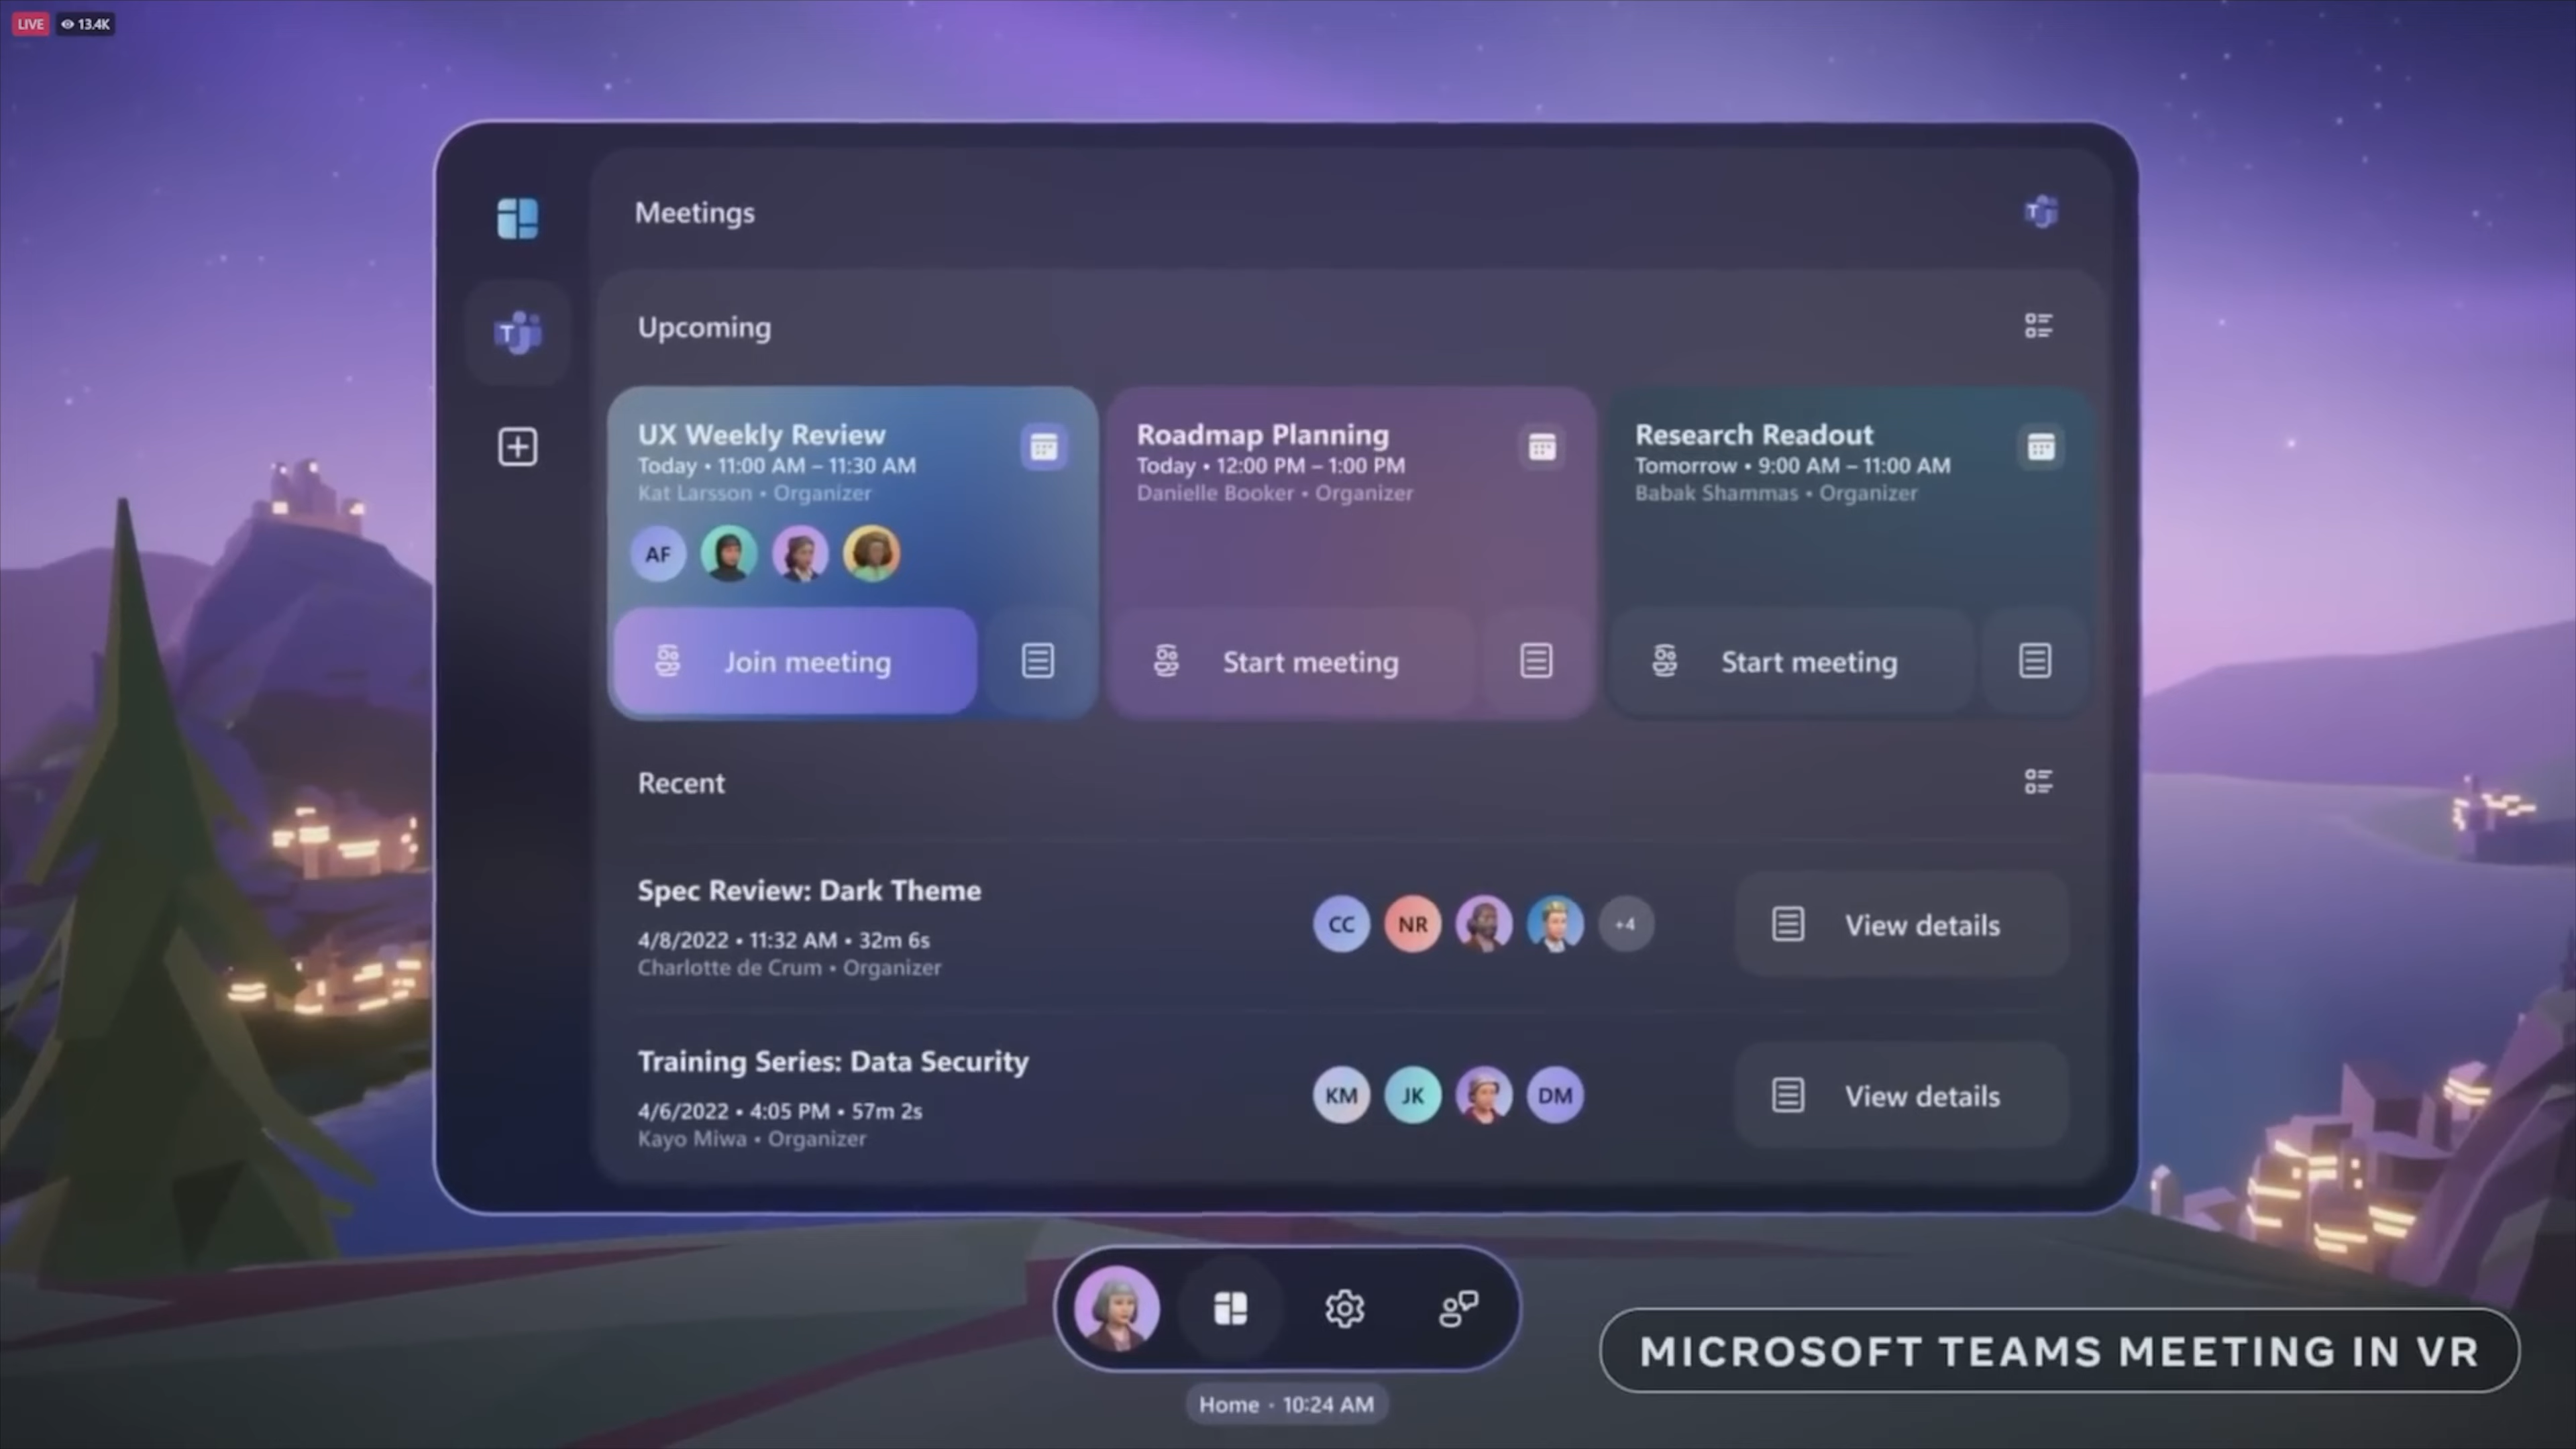 LIVE 13.4K
Meetings
Upcoming
UX Weekly Review
Today • 11:00 AM – 11:30 AM
Kat Larsson • Organizer
AF
Join meeting
Roadmap Planning
Today • 12:00 PM – 1:00 PM
Danielle Booker • Organizer
Start meeting
Research Readout
Tomorrow • 9:00 AM – 11:00 AM
Babak Shammas • Organizer
Start meeting
Recent
Spec Review: Dark Theme
4/8/2022 • 11:32 AM • 32m 6s
Charlotte de Crum • Organizer
CC NR +4
View details
Training Series: Data Security
4/6/2022 • 4:05 PM • 57m 2s
Kayo Miwa • Organizer
KM JK DM
View details
Home • 10:24 AM
MICROSOFT TEAMS MEETING IN VR